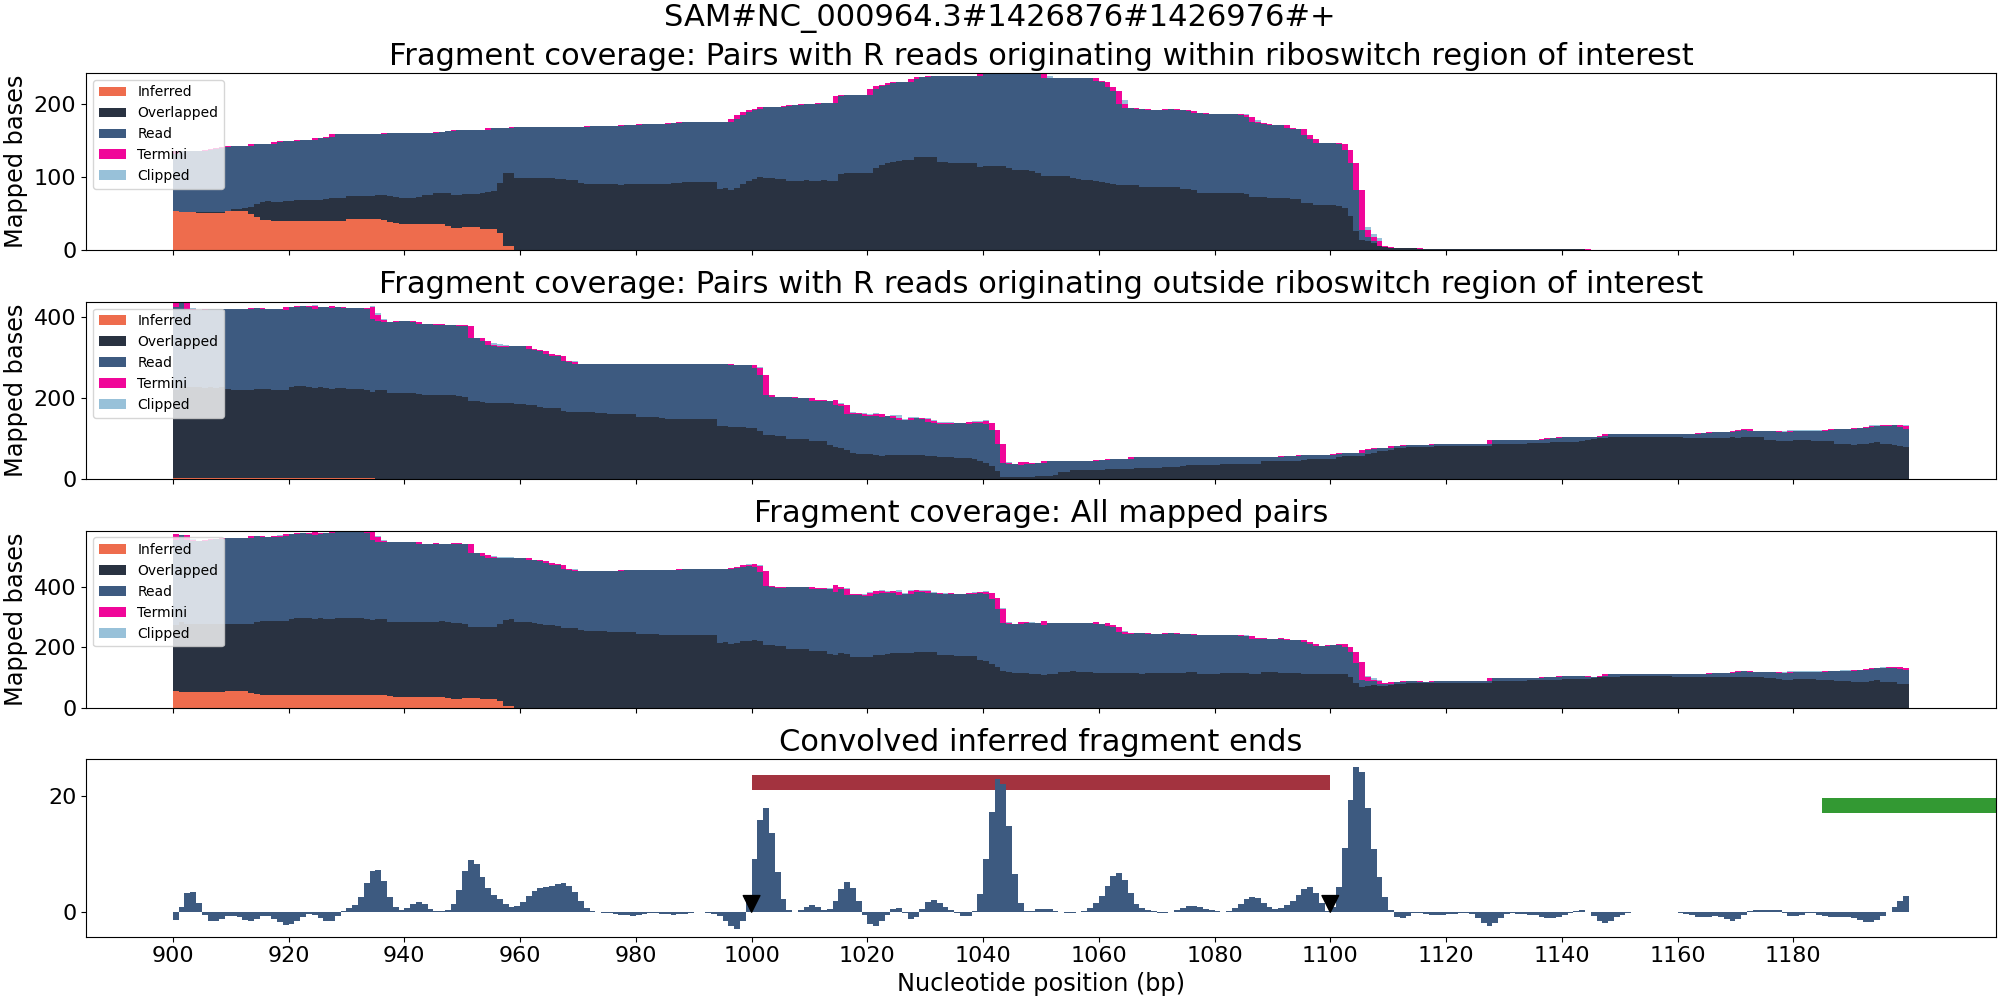 SAM#NC_000964.3#1426876#1426976#+
Fragment coverage: Pairs with R reads originating within riboswitch region of interest
Mapped bases
200
100
0
Inferred
Overlapped
Read
Termini
Clipped
Fragment coverage: Pairs with R reads originating outside riboswitch region of interest
Mapped bases
400
200
0
Inferred
Overlapped
Read
Termini
Clipped
Fragment coverage: All mapped pairs
Mapped bases
400
200
0
Inferred
Overlapped
Read
Termini
Clipped
Convolved inferred fragment ends
20
0
900 920 940 960 980 1000 1020 1040 1060 1080 1100 1120 1140 1160 1180
Nucleotide position (bp)